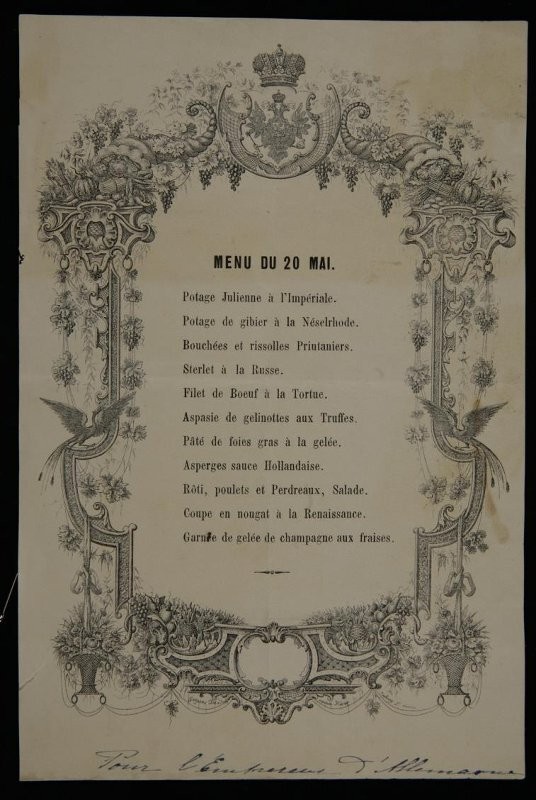 MENU DU 20 MAI.
Potage Julienne à l'Impériale.
Potage de gibier à la Néselrhode.
Bouchées et rissolles Printaniers.
Sterlet à la Russe.
Filet de Boeuf à la Tortue.
Aspasie de gelinottes aux Truffes.
Pâté de foies gras à la gelée.
Asperges sauce Hollandaise.
Rôti, poulets et Perdreaux, Salade.
Coupe en nougat à la Renaissance.
Garnie de gelée de champagne aux fraises.
Pour l'Empereur d'Allemagne